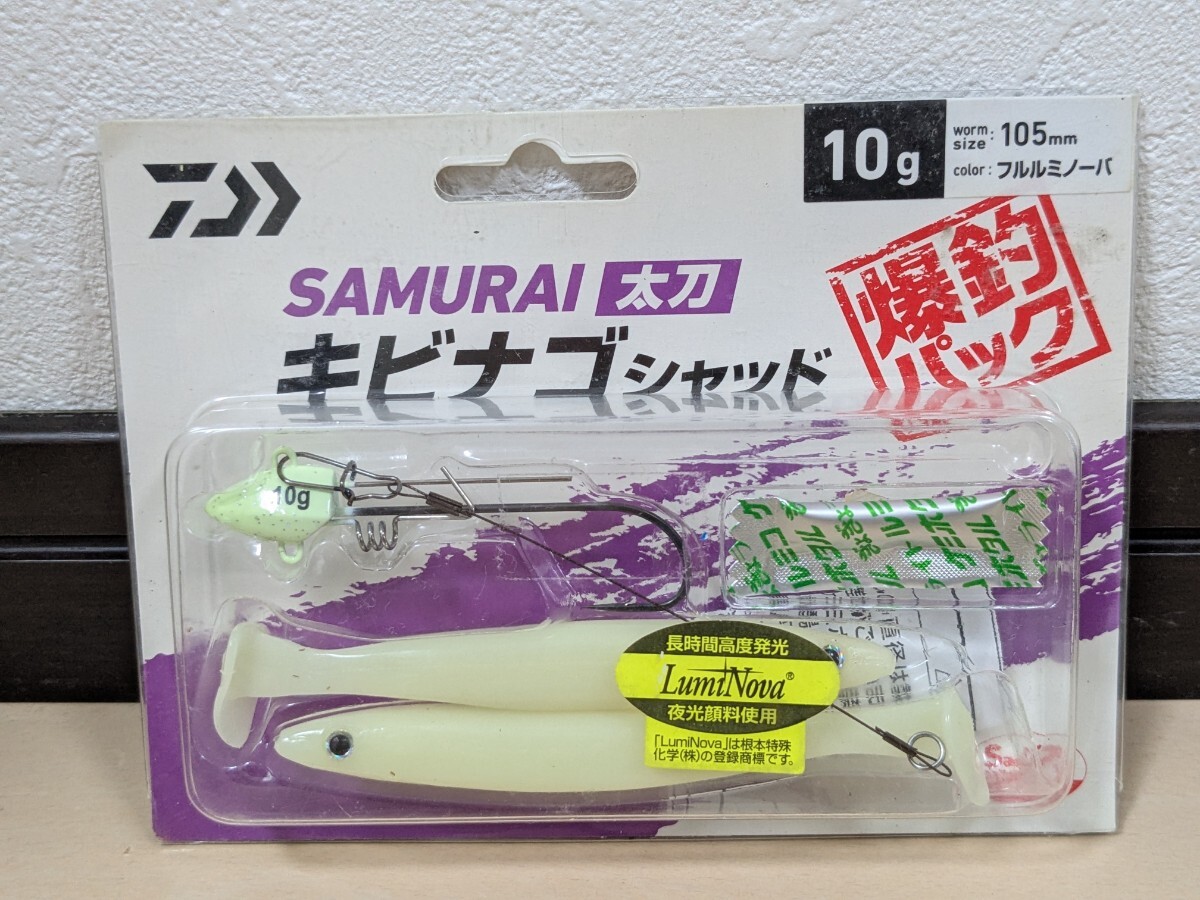 10g
worm size : 105mm
color : フルルミノーバ
SAMURAI 太刀
キビナゴシャッド
爆釣
パック
10g
長時間高度発光
LumiNova®
夜光顔料使用
「LumiNova」は根本特殊
化学(株)の登録商標です。